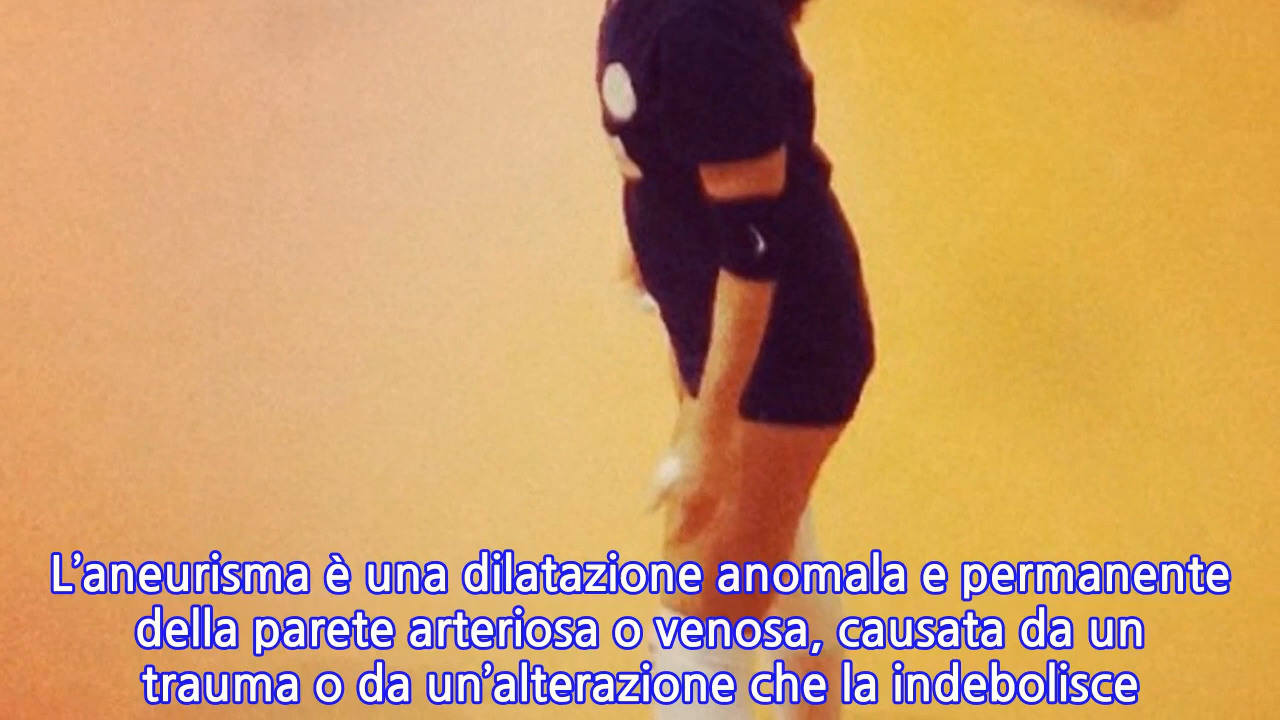 L’aneurisma è una dilatazione anomala e permanente
della parete arteriosa o venosa, causata da un
trauma o da un’alterazione che la indebolisce